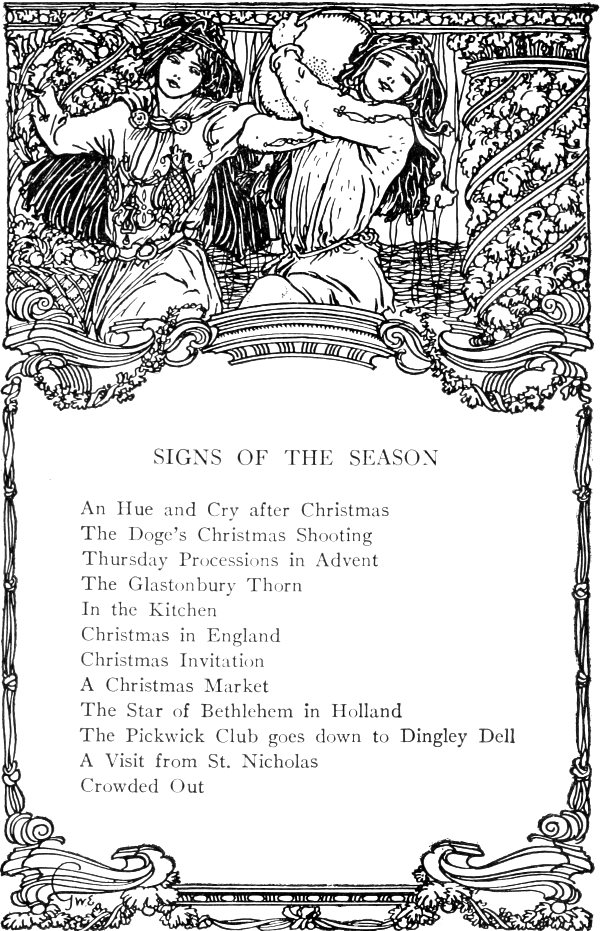 SIGNS OF THE SEASON
An Hue and Cry after Christmas
The Doge's Christmas Shooting
Thursday Processions in Advent
The Glastonbury Thorn
In the Kitchen
Christmas in England
Christmas Invitation
A Christmas Market
The Star of Bethlehem in Holland
The Pickwick Club goes down to Dingley Dell
A Visit from St. Nicholas
Crowded Out
JWE